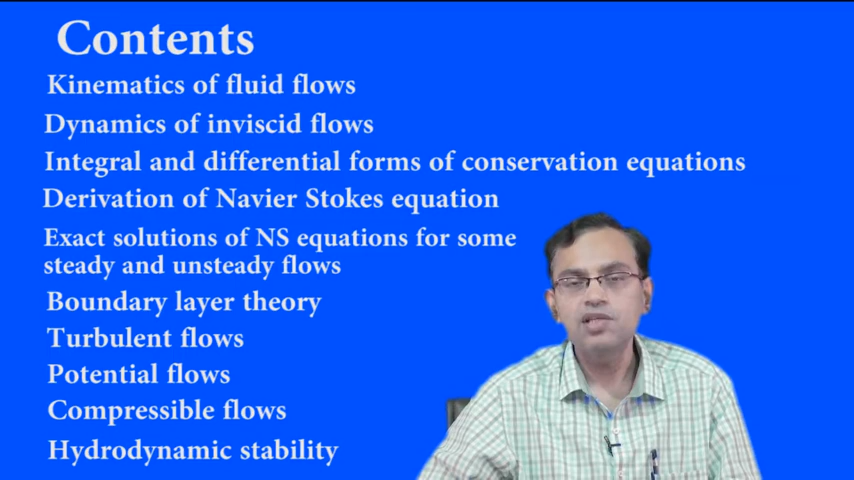 Contents
Kinematics of fluid flows
Dynamics of inviscid flows
Integral and differential forms of conservation equations
Derivation of Navier Stokes equation
Exact solutions of NS equations for some
steady and unsteady flows
Boundary layer theory
Turbulent flows
Potential flows
Compressible flows
Hydrodynamic stability